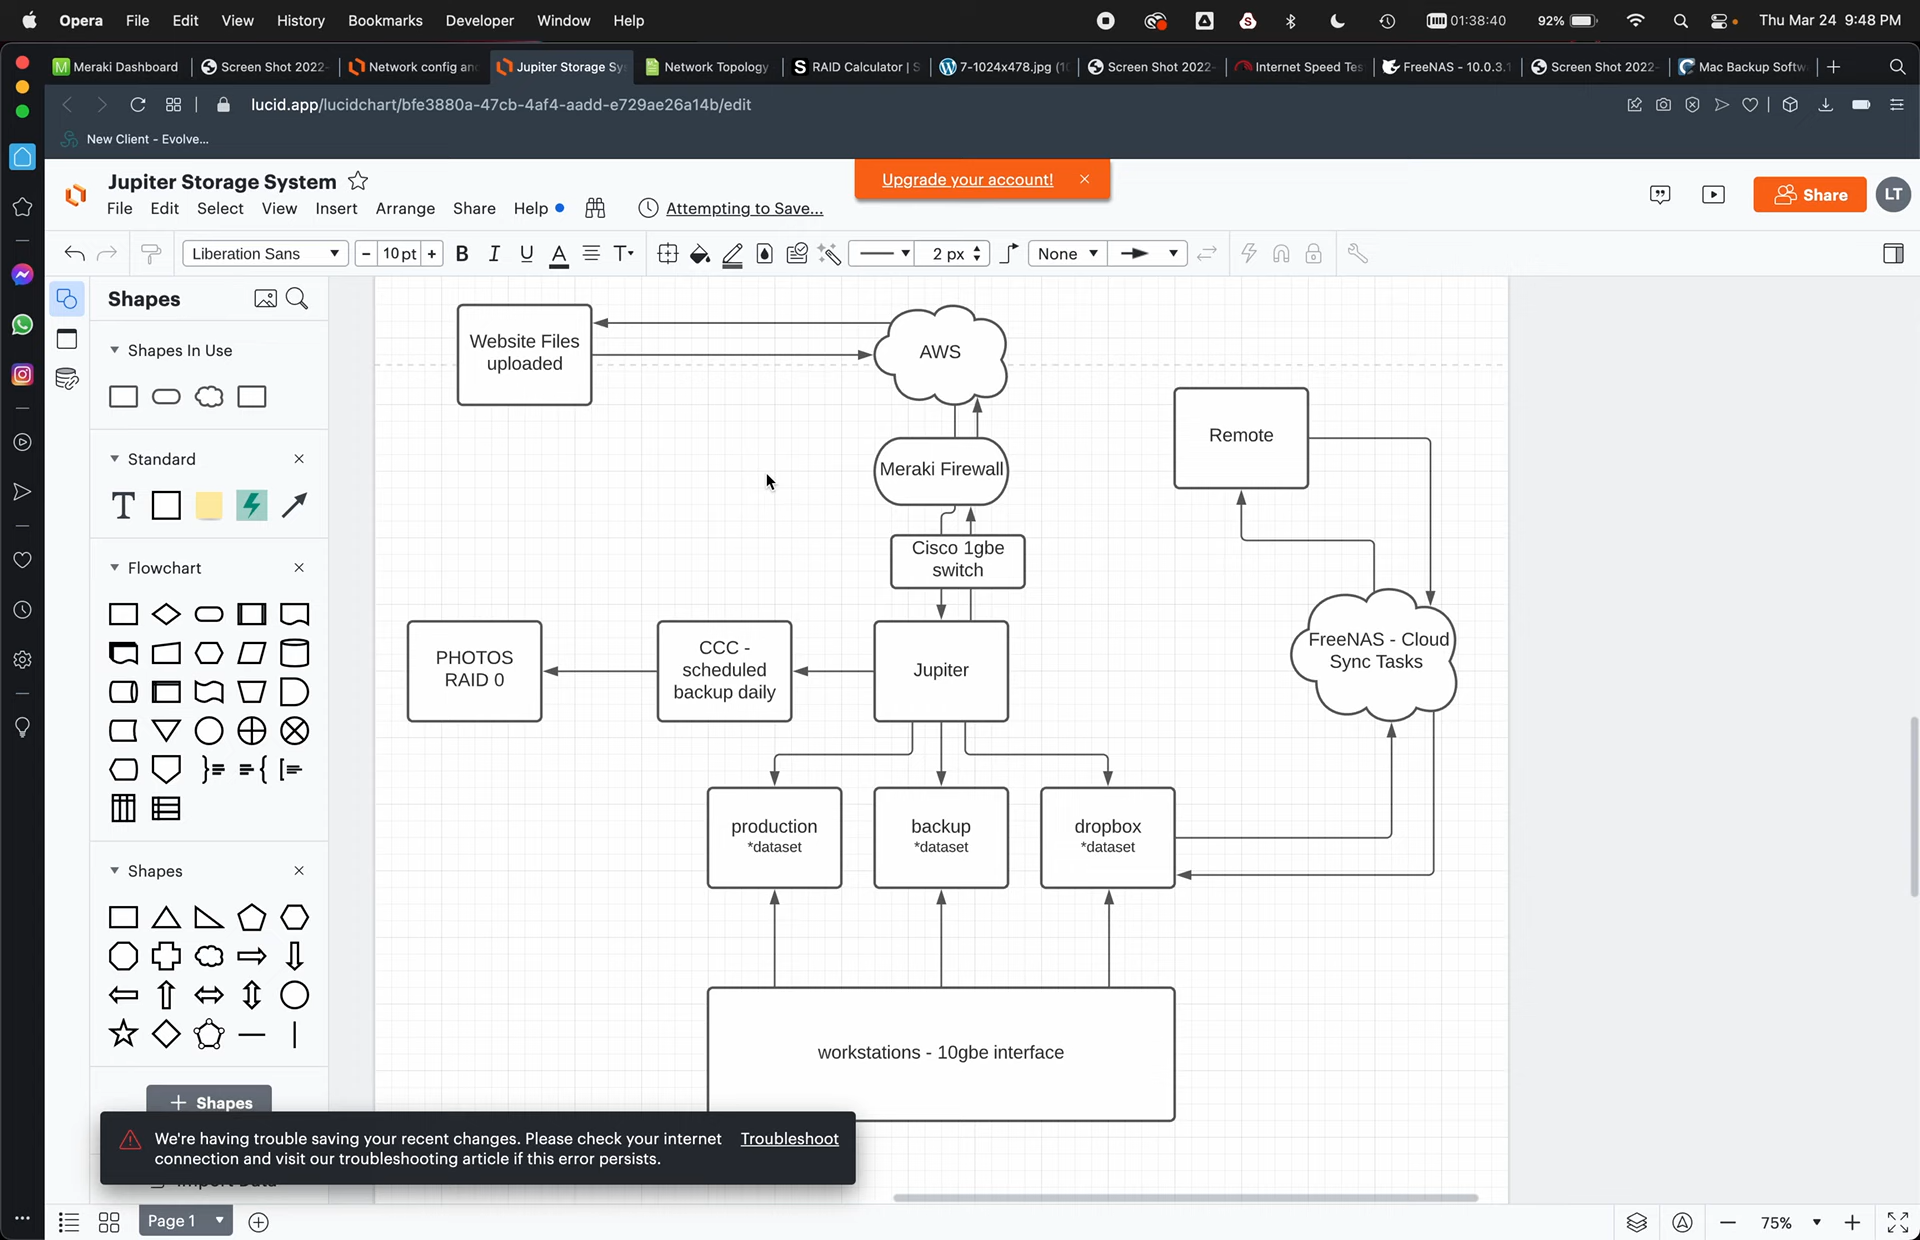 Opera File Edit View History Bookmarks Developer Window Help 01:38:40 92% Thu Mar 24 9:48 PM
Meraki Dashboard Screen Shot 2022- Network config an Jupiter Storage Sy Network Topology RAID Calculator | S 7-1024x478.jpg (1 Screen Shot 2022- Internet Speed Tes FreeNAS - 10.0.3.1 Screen Shot 2022- Mac Backup Softw
lucid.app/lucidchart/bfe3880a-47cb-4af4-aadd-e729ae26a14b/edit
New Client - Evolve...
Upgrade your account!
Jupiter Storage System
Share
LT
File Edit Select View Insert Arrange Share Help Attempting to Save...
Liberation Sans 10pt B I U A T 2 px None
Shapes
Shapes In Use
Standard
T
Flowchart
Shapes
+ Shapes
Website Files
uploaded
AWS
Remote
Meraki Firewall
Cisco 1gbe
switch
PHOTOS
RAID 0
CCC -
scheduled
backup daily
Jupiter
FreeNAS - Cloud
Sync Tasks
production
*dataset
backup
*dataset
dropbox
*dataset
workstations - 10gbe interface
We're having trouble saving your recent changes. Please check your internet
connection and visit our troubleshooting article if this error persists.
Troubleshoot
Import Data
Page 1
75%